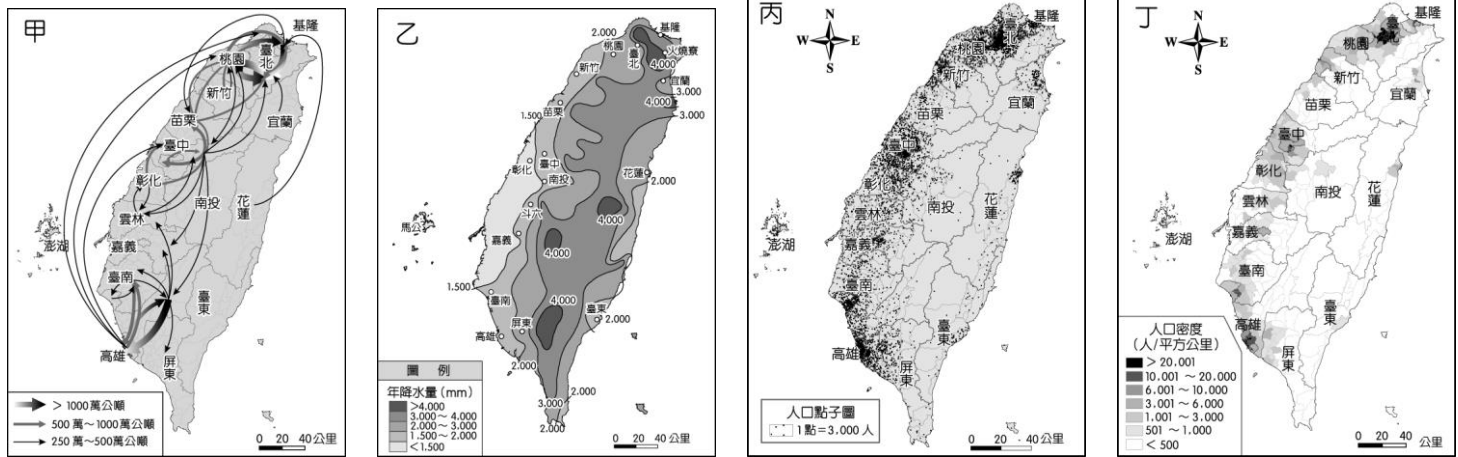 甲
基隆
臺北
桃園
新竹
宜蘭
苗栗
臺中
彰化
南投
花蓮
雲林
澎湖
嘉義
臺南
臺東
高雄
屏東
> 1000萬公噸
500 萬~1000萬公噸
250 萬~500萬公噸
0 20 40 公里
乙
2.000
基隆
桃園
臺北
火燒寮
4.000
新竹
宜蘭
3.000
4.000
苗栗
3.000
1.500
臺中
彰化
南投
花蓮
2.000
斗六
4.000
馬公
嘉義
4.000
1.500
臺南
4.000
臺東
2.000
屏東
高雄
2.000
2.000
3.000
2.000
2.000
圖 例
年降水量 (mm)
>4.000
3.000~ 4.000
2.000~ 3.000
1.500~ 2.000
<1.500
0 20 40 公里
丙
N
W E
S
臺北
基隆
桃園
新竹
宜蘭
苗栗
臺中
彰化
南投
花蓮
雲林
澎湖
嘉義
臺南
臺東
高雄
屏東
人口點子圖
1點=3.000 人
0 20 40 公里
丁
N
W E
S
臺北
基隆
桃園
新竹
宜蘭
苗栗
臺中
彰化
南投
花蓮
雲林
澎湖
嘉義
臺南
臺東
高雄
屏東
人口密度
(人/平方公里)
> 20.001
10.001 ~ 20.000
6.001 ~ 10.000
3.001 ~ 6.000
1.001 ~ 3.000
501 ~ 1.000
< 500
0 20 40 公里